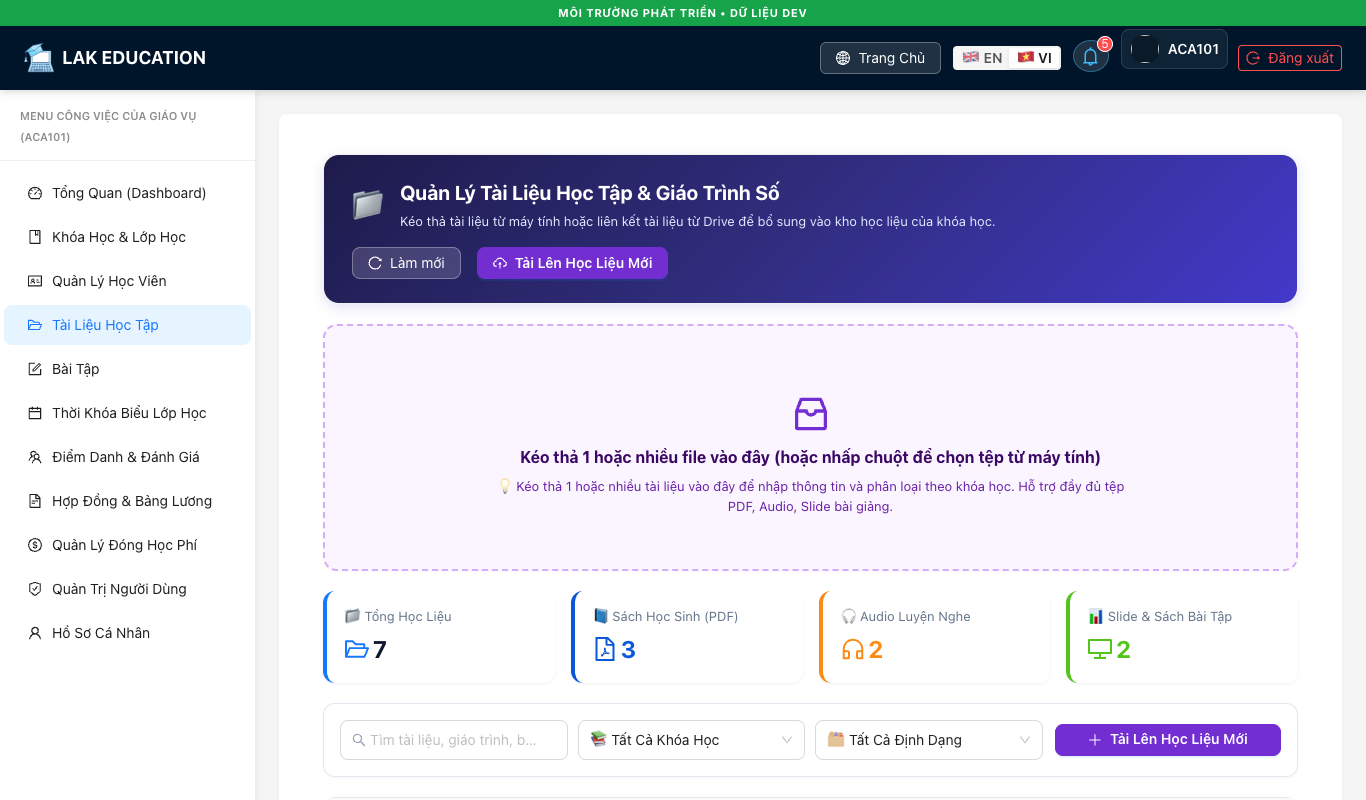 MÔI TRƯỜNG PHÁT TRIỂN • DỮ LIỆU DEV
LAK EDUCATION
Trang Chủ
EN
VI
5
ACA101
Đăng xuất
MENU CÔNG VIỆC CỦA GIÁO VỤ
(ACA101)
Tổng Quan (Dashboard)
Khóa Học & Lớp Học
Quản Lý Học Viên
Tài Liệu Học Tập
Bài Tập
Thời Khóa Biểu Lớp Học
Điểm Danh & Đánh Giá
Hợp Đồng & Bảng Lương
Quản Lý Đóng Học Phí
Quản Trị Người Dùng
Hồ Sơ Cá Nhân
Quản Lý Tài Liệu Học Tập & Giáo Trình Số
Kéo thả tài liệu từ máy tính hoặc liên kết tài liệu từ Drive để bổ sung vào kho học liệu của khóa học.
Làm mới
Tải Lên Học Liệu Mới
Kéo thả 1 hoặc nhiều file vào đây (hoặc nhấp chuột để chọn tệp từ máy tính)
Kéo thả 1 hoặc nhiều tài liệu vào đây để nhập thông tin và phân loại theo khóa học. Hỗ trợ đầy đủ tệp
PDF, Audio, Slide bài giảng.
Tổng Học Liệu
7
Sách Học Sinh (PDF)
3
Audio Luyện Nghe
2
Slide & Sách Bài Tập
2
Tìm tài liệu, giáo trình, b...
Tất Cả Khóa Học
Tất Cả Định Dạng
Tải Lên Học Liệu Mới